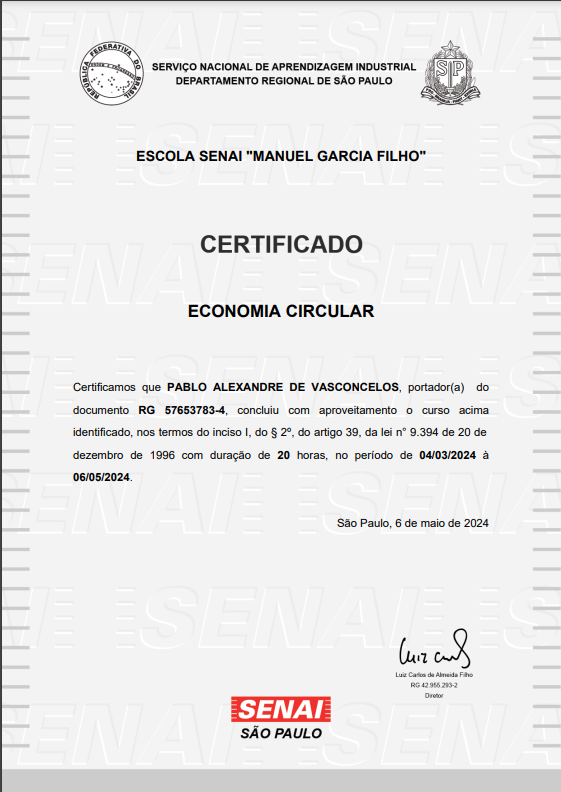 REPÚBLICA FEDERATIVA DO BRASIL
SERVIÇO NACIONAL DE APRENDIZAGEM INDUSTRIAL
DEPARTAMENTO REGIONAL DE SÃO PAULO
SP
ESCOLA SENAI "MANUEL GARCIA FILHO"
CERTIFICADO
ECONOMIA CIRCULAR
Certificamos que PABLO ALEXANDRE DE VASCONCELOS, portador(a) do
documento RG 57653783-4, concluiu com aproveitamento o curso acima
identificado, nos termos do inciso I, do § 2º, do artigo 39, da lei n° 9.394 de 20 de
dezembro de 1996 com duração de 20 horas, no período de 04/03/2024 à
06/05/2024.
São Paulo, 6 de maio de 2024
Luiz Carlos de Almeida Filho
RG 42.955.293-2
Diretor
SENAI
SÃO PAULO